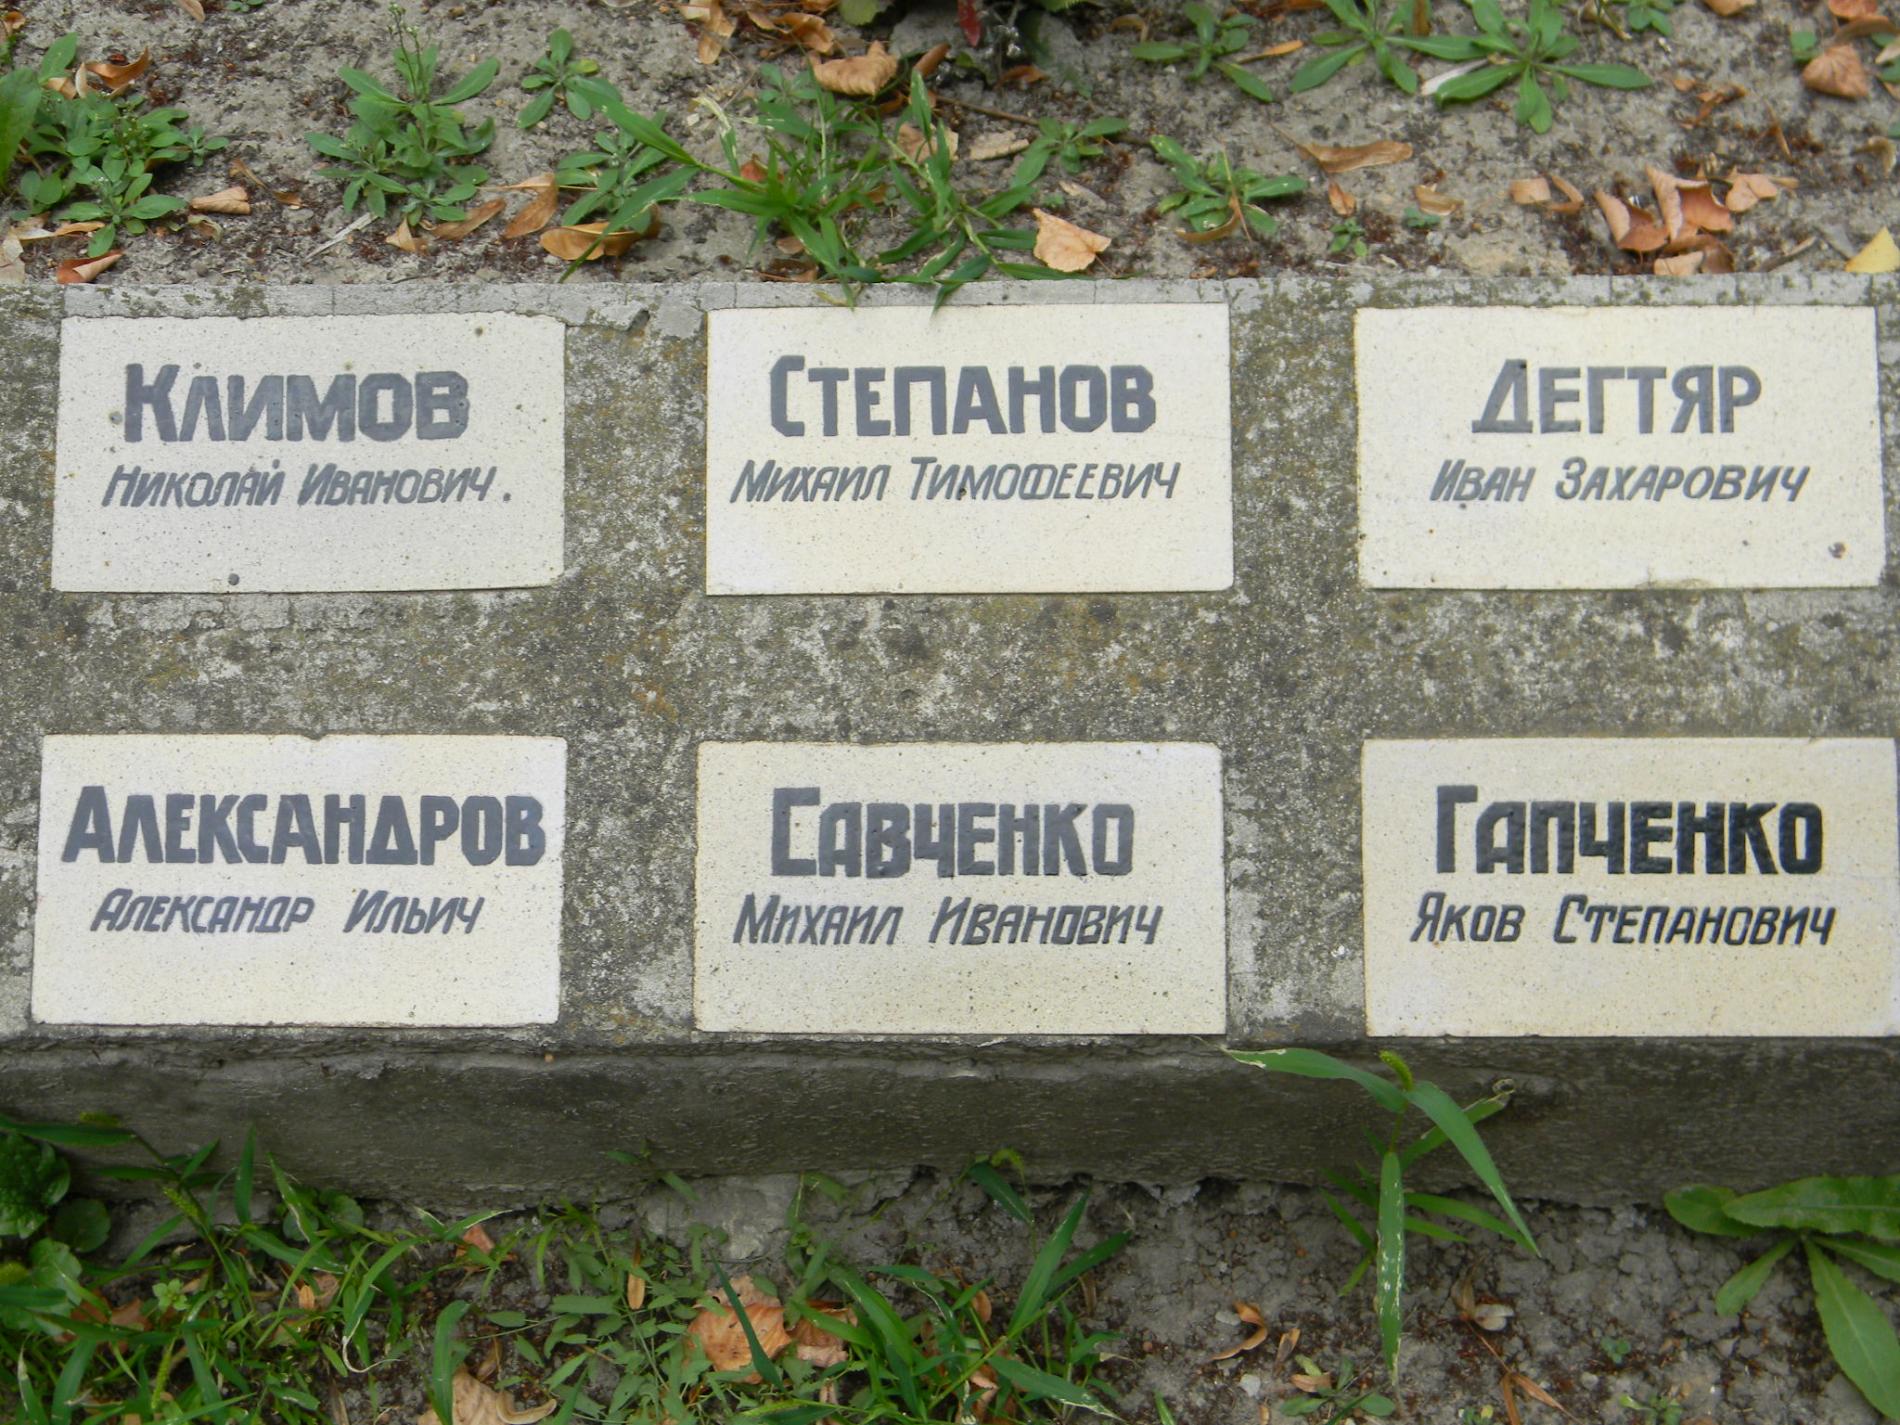 Климов
Николай Иванович.
Степанов
Михаил Тимофеевич
Дегтяр
Иван Захарович
Александров
Александр Ильич
Савченко
Михаил Иванович
Гапченко
Яков Степанович